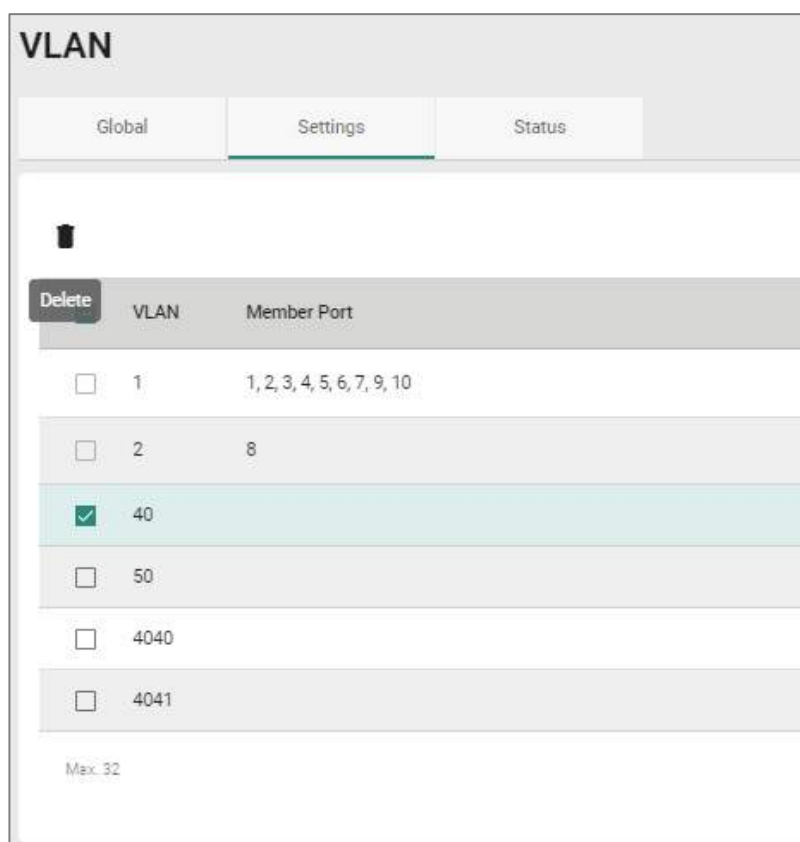 VLAN
Global Settings Status
Delete
VLAN Member Port
1 1, 2, 3, 4, 5, 6, 7, 9, 10
2 8
40
50
4040
4041
Max. 32